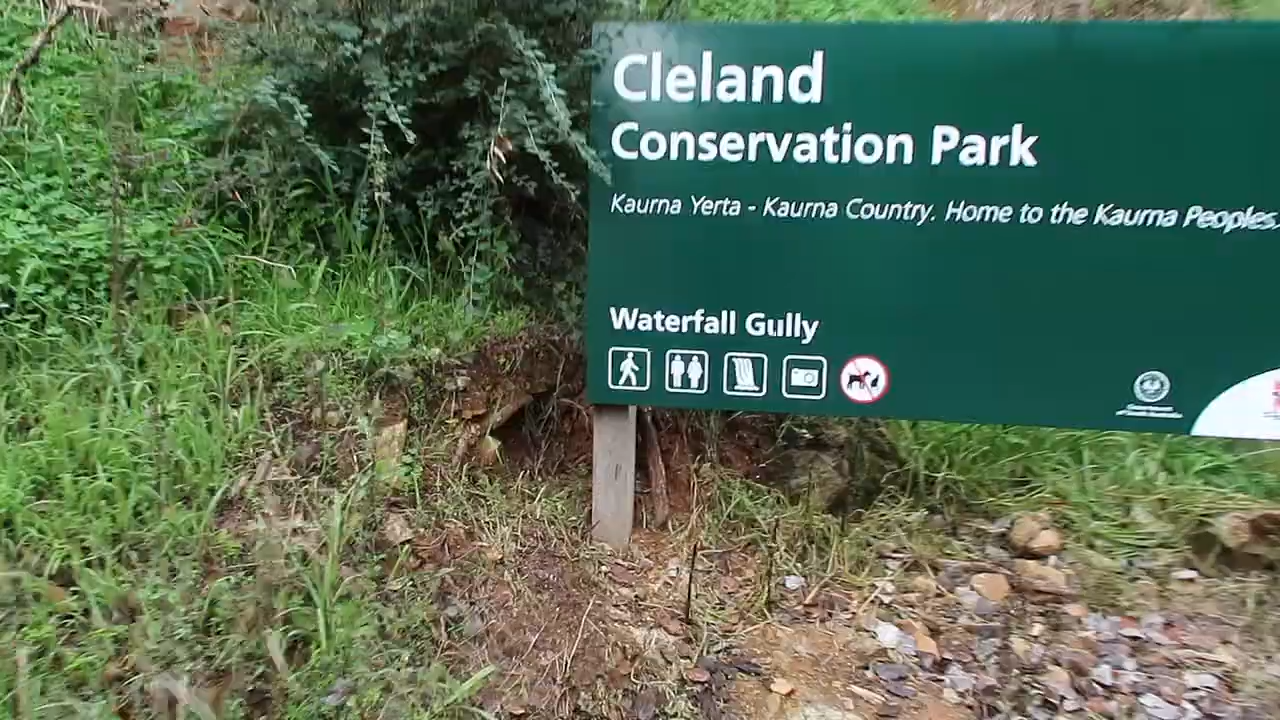 Cleland
Conservation Park
Kaurna Yerta - Kaurna Country. Home to the Kaurna Peoples.
Waterfall Gully